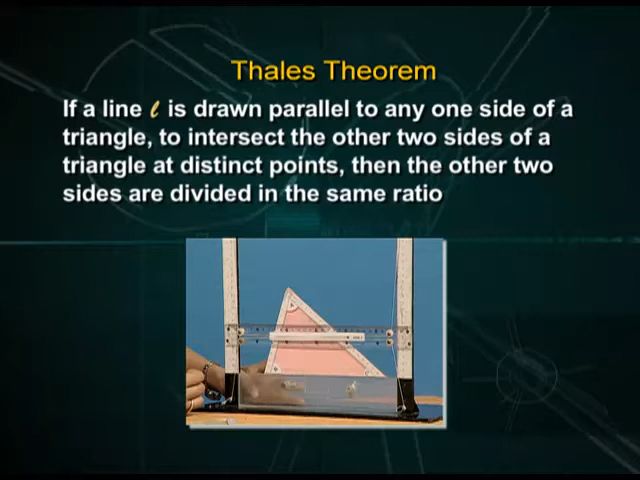 Thales Theorem
If a line ℓ is drawn parallel to any one side of a
triangle, to intersect the other two sides of a
triangle at distinct points, then the other two
sides are divided in the same ratio